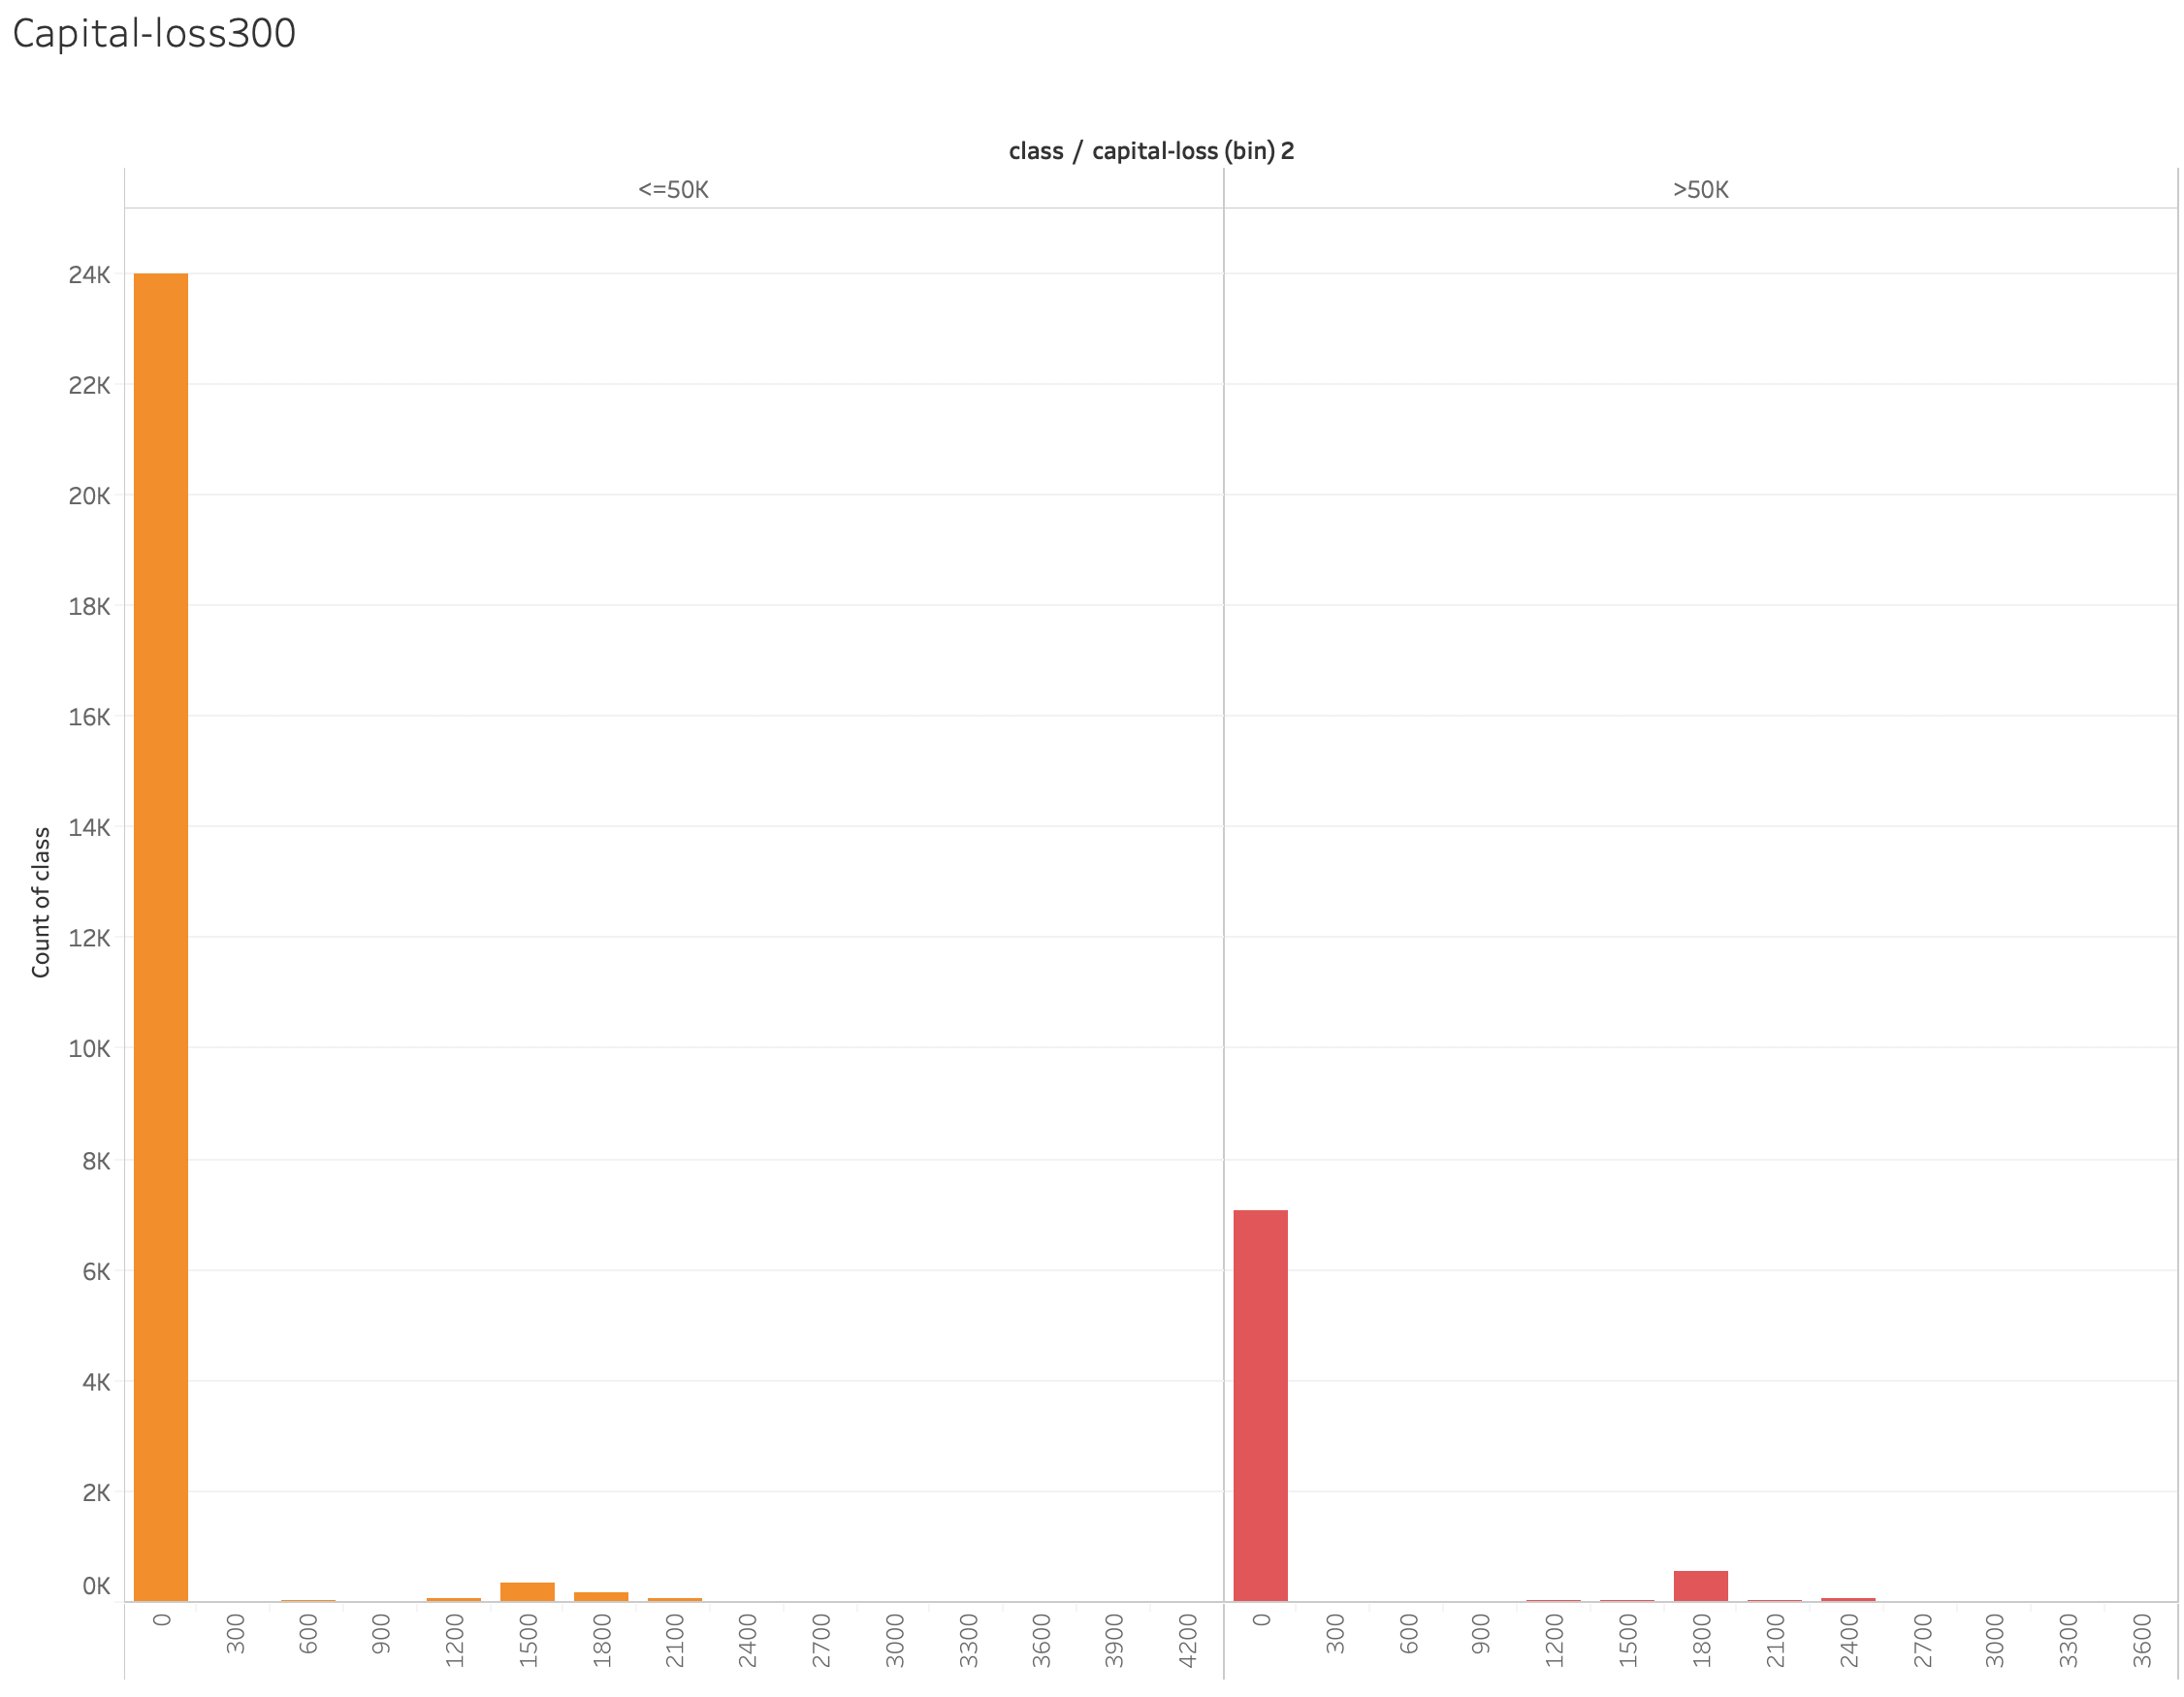 Capital-loss300
class / capital-loss (bin) 2
<=50K >50K
24K
22K
20K
18K
16K
14K
12K
10K
8K
6K
4K
2K
0K
Count of class
0 300 600 900 1200 1500 1800 2100 2400 2700 3000 3300 3600 3900 4200 0 300 600 900 1200 1500 1800 2100 2400 2700 3000 3300 3600